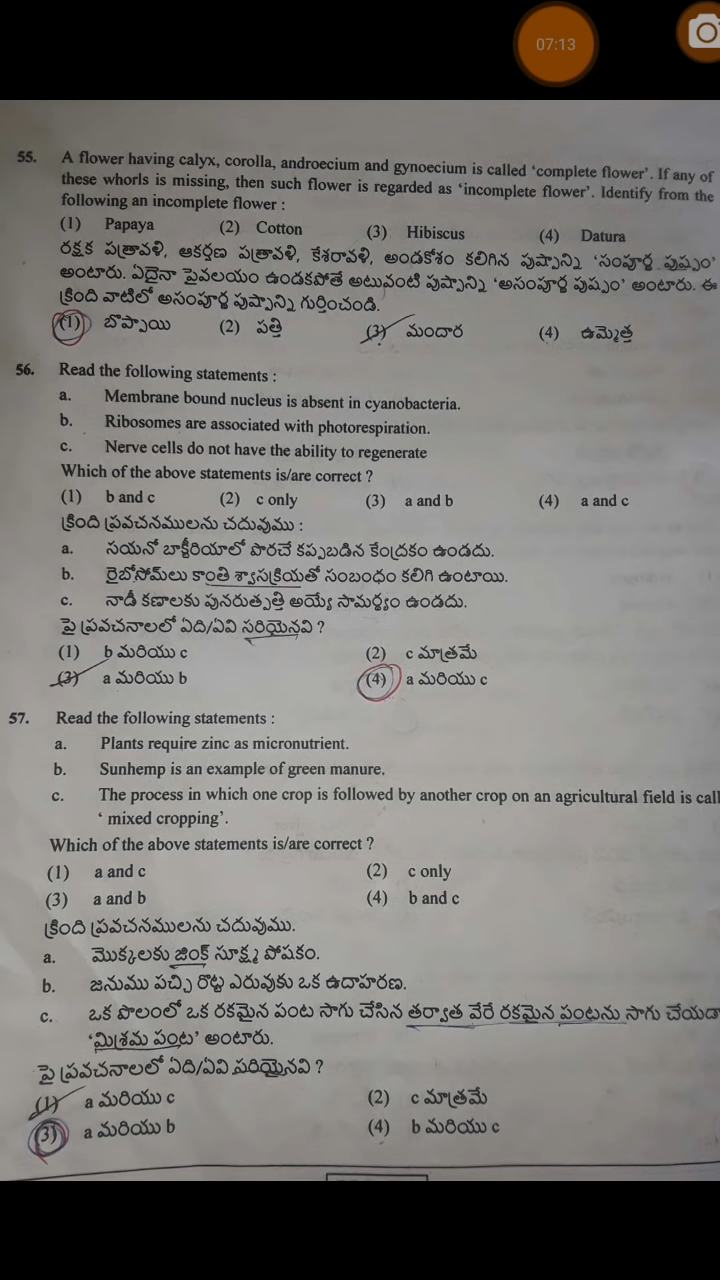 07:13
55. A flower having calyx, corolla, androecium and gynoecium is called ‘complete flower’. If any of
these whorls is missing, then such flower is regarded as ‘incomplete flower’. Identify from the
following an incomplete flower :
(1) Papaya (2) Cotton (3) Hibiscus (4) Datura
రక్షక పత్రావళి, ఆకర్షణ పత్రావళి, కేశరావళి, అండకోశం కలిగిన పుష్పాన్ని ‘సంపూర్ణ పుష్పం’
అంటారు. ఏదైనా పైవలయం ఉండకపోతే అటువంటి పుష్పాన్ని ‘అసంపూర్ణ పుష్పం’ అంటారు. ఈ
క్రింది వాటిలో అసంపూర్ణ పుష్పాన్ని గుర్తించండి.
(1) బొప్పాయి (2) పత్తి (3) మందార (4) ఉమ్మెత్త
56. Read the following statements :
a. Membrane bound nucleus is absent in cyanobacteria.
b. Ribosomes are associated with photorespiration.
c. Nerve cells do not have the ability to regenerate
Which of the above statements is/are correct ?
(1) b and c (2) c only (3) a and b (4) a and c
క్రింది ప్రవచనములను చదువుము :
a. సయనో బాక్టీరియాలో పొరచే కప్పబడిన కేంద్రకం ఉండదు.
b. రైబోసోమ్‌లు కాంతి శ్వాసక్రియతో సంబంధం కలిగి ఉంటాయి.
c. నాడీ కణాలకు పునరుత్పత్తి అయ్యే సామర్థ్యం ఉండదు.
పై ప్రవచనాలలో ఏది/ఏవి సరియైనవి ?
(1) b మరియు c (2) c మాత్రమే
(3) a మరియు b (4) a మరియు c
57. Read the following statements :
a. Plants require zinc as micronutrient.
b. Sunhemp is an example of green manure.
c. The process in which one crop is followed by another crop on an agricultural field is call
‘ mixed cropping’.
Which of the above statements is/are correct ?
(1) a and c (2) c only
(3) a and b (4) b and c
క్రింది ప్రవచనములను చదువుము.
a. మొక్కలకు జింక్ సూక్ష్మ పోషకం.
b. జనుము పచ్చి రొట్ట ఎరువుకు ఒక ఉదాహరణ.
c. ఒక పొలంలో ఒక రకమైన పంట సాగు చేసిన తర్వాత వేరే రకమైన పంటను సాగు చేయడా
‘మిశ్రమ పంట’ అంటారు.
పై ప్రవచనాలలో ఏది/ఏవి సరియైనవి ?
(1) a మరియు c (2) c మాత్రమే
(3) a మరియు b (4) b మరియు c